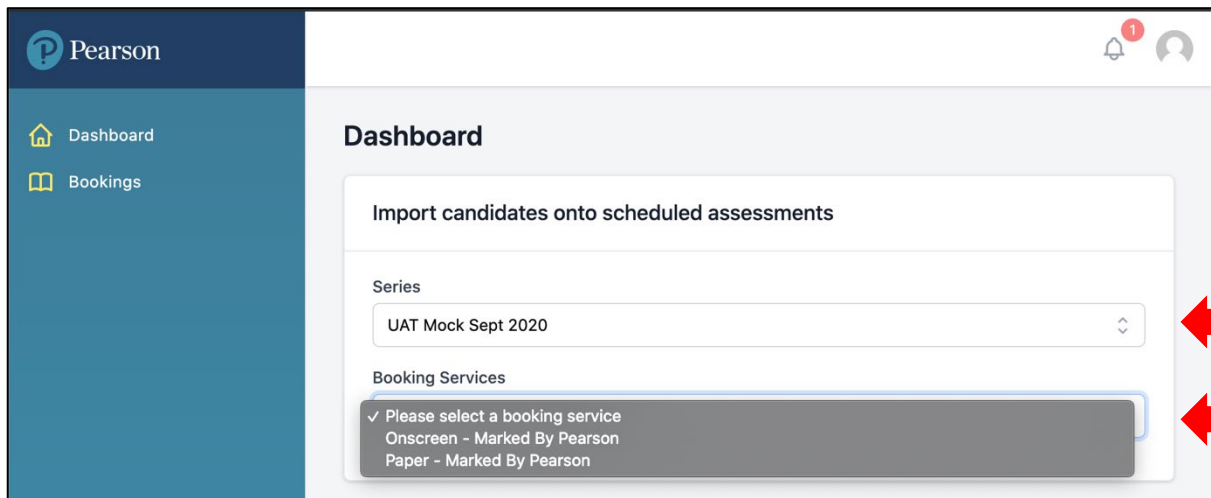 Pearson
1
Dashboard
Bookings
Dashboard
Import candidates onto scheduled assessments
Series
UAT Mock Sept 2020
Booking Services
✓ Please select a booking service
Onscreen - Marked By Pearson
Paper - Marked By Pearson